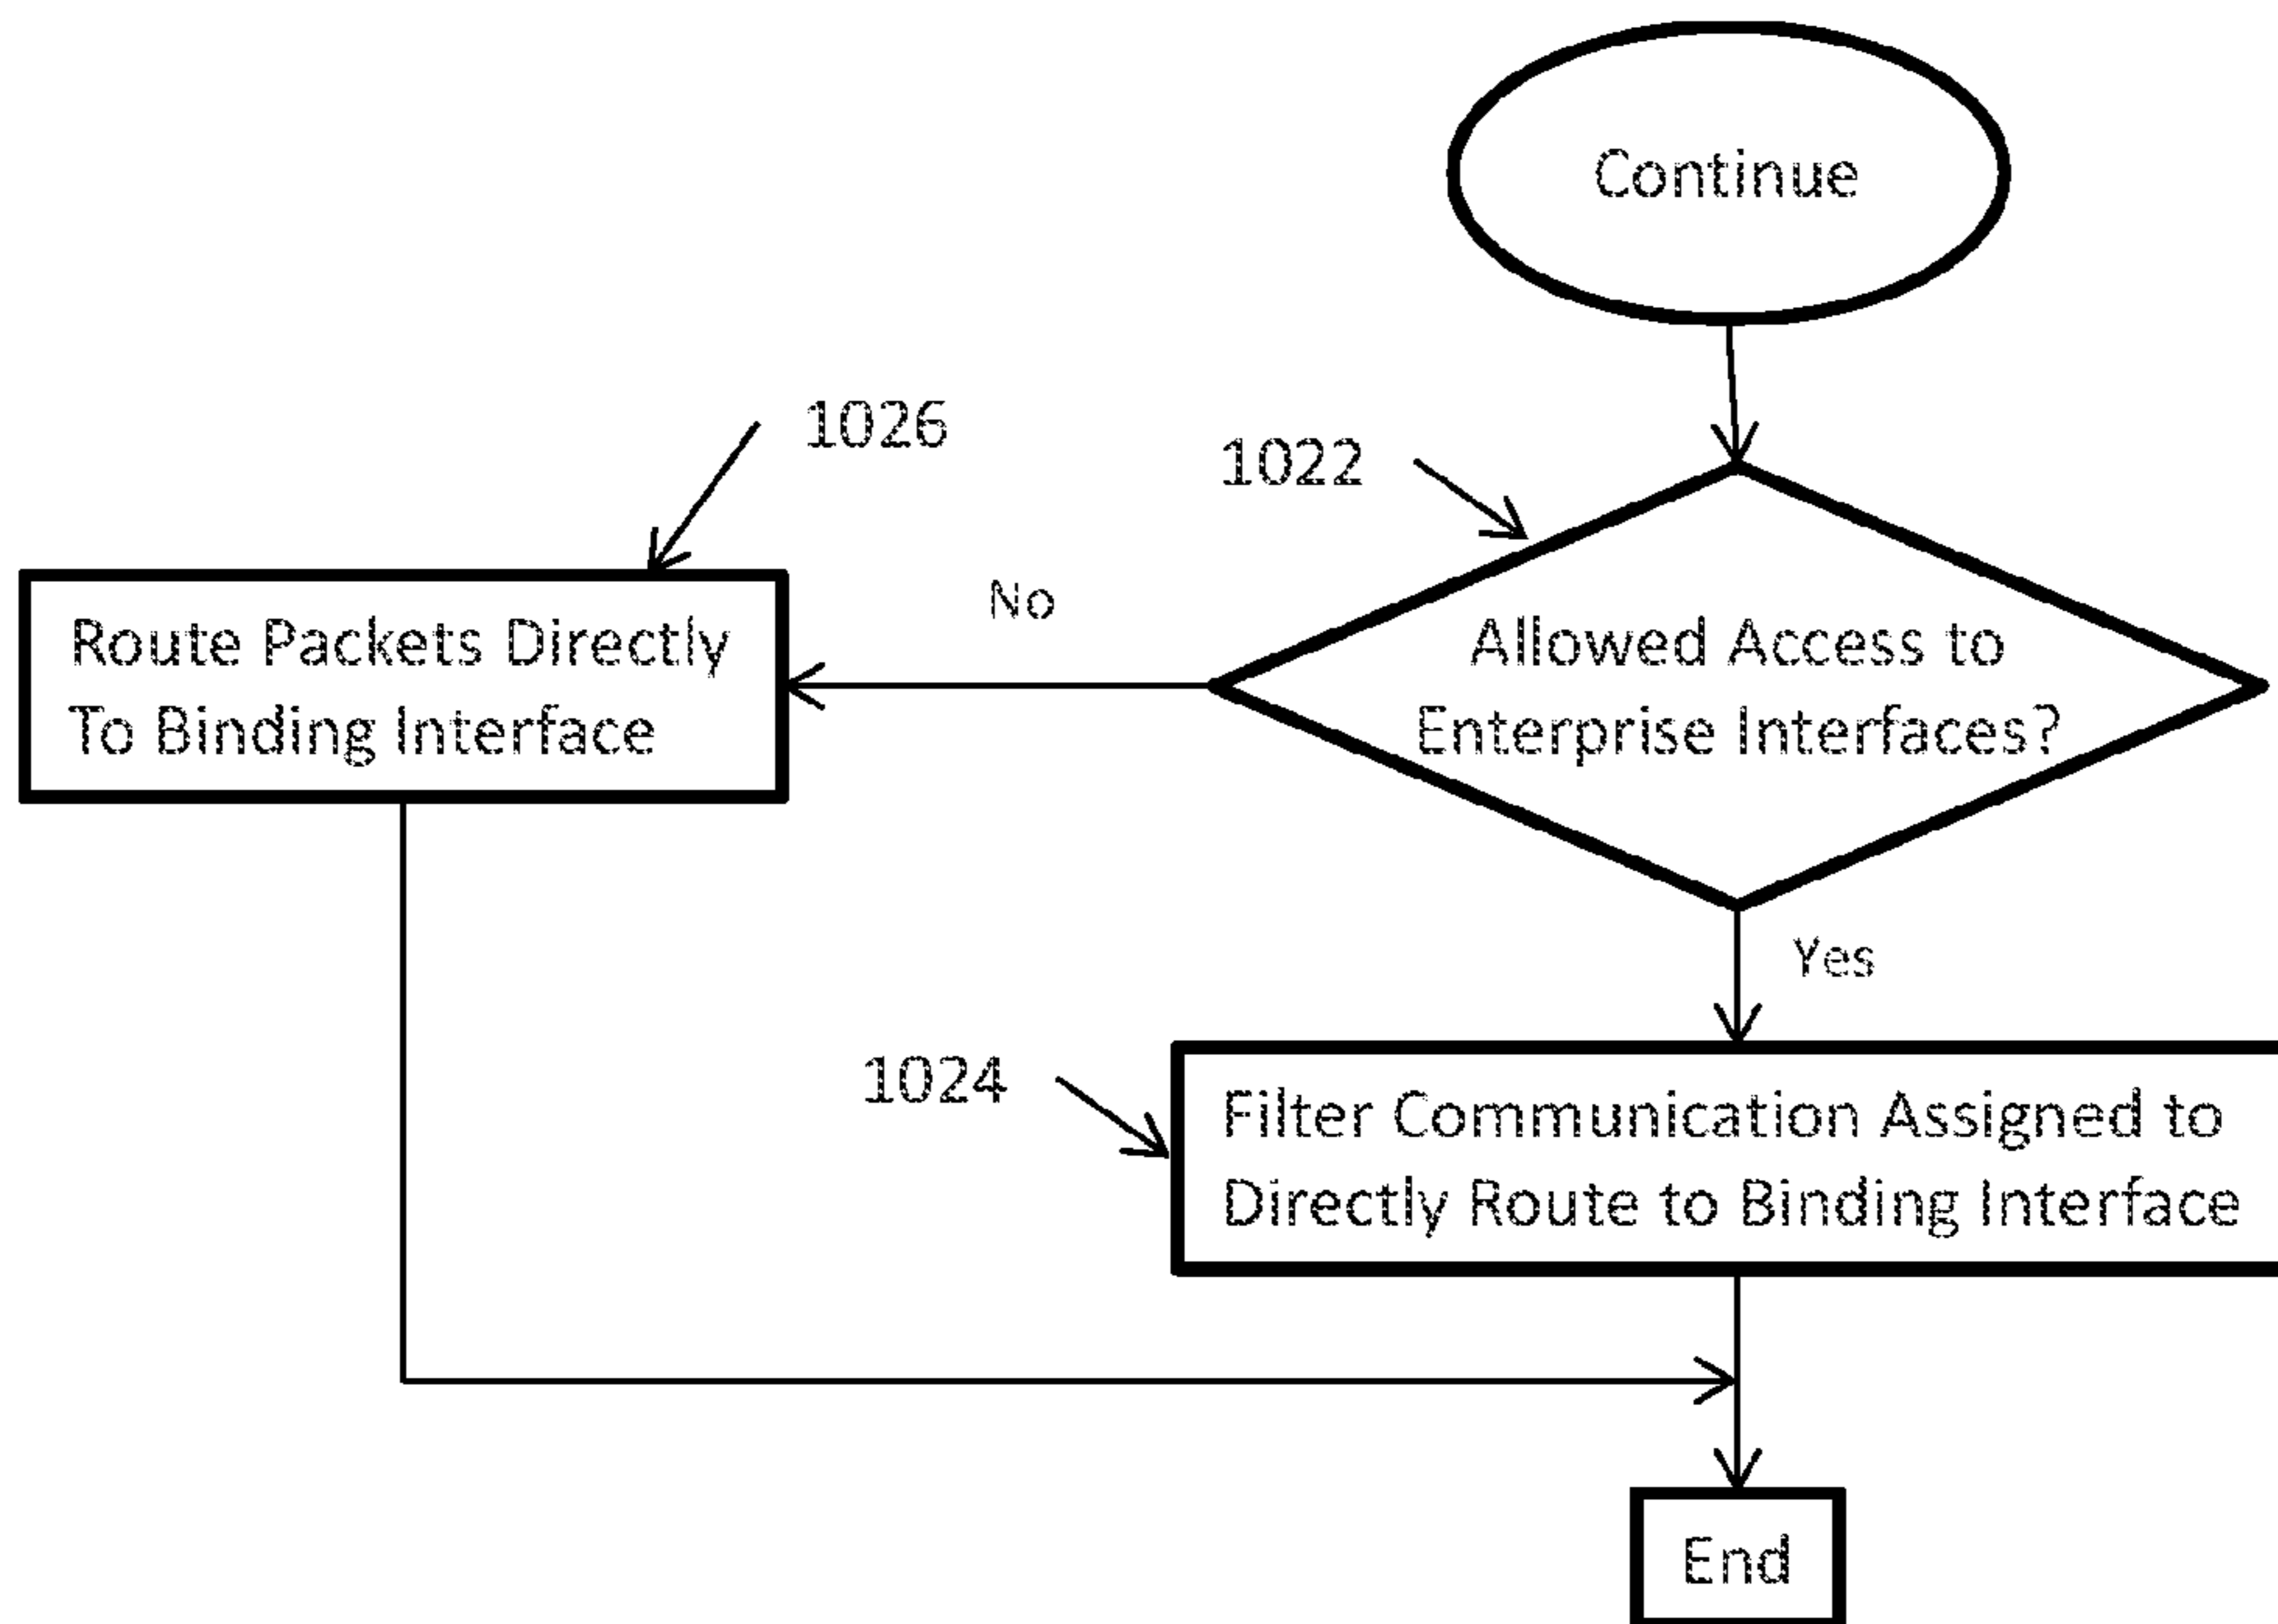 Continue
1026
1022
No
Route Packets Directly
To Binding Interface
Allowed Access to
Enterprise Interfaces?
Yes
1024
Filter Communication Assigned to
Directly Route to Binding Interface
End